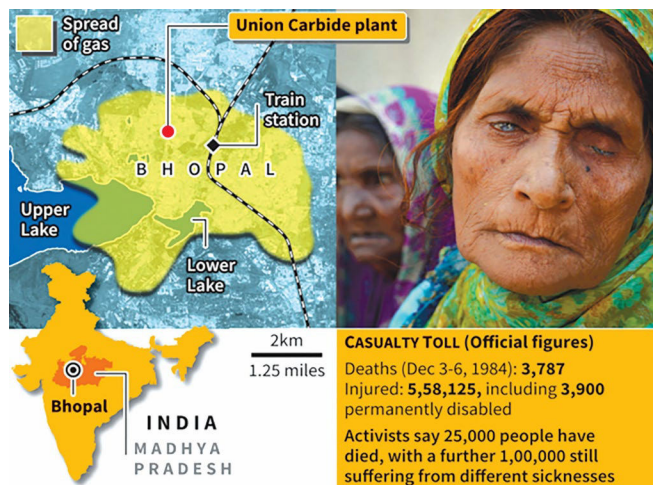 Spread
of gas
Union Carbide plant
Train
station
BHOPAL
Upper
Lake
Lower
Lake
2km
1.25 miles
Bhopal
INDIA
MADHYA
PRADESH
CASUALTY TOLL (Official figures)
Deaths (Dec 3-6, 1984): 3,787
Injured: 5,58,125, including 3,900
permanently disabled
Activists say 25,000 people have
died, with a further 1,00,000 still
suffering from different sicknesses